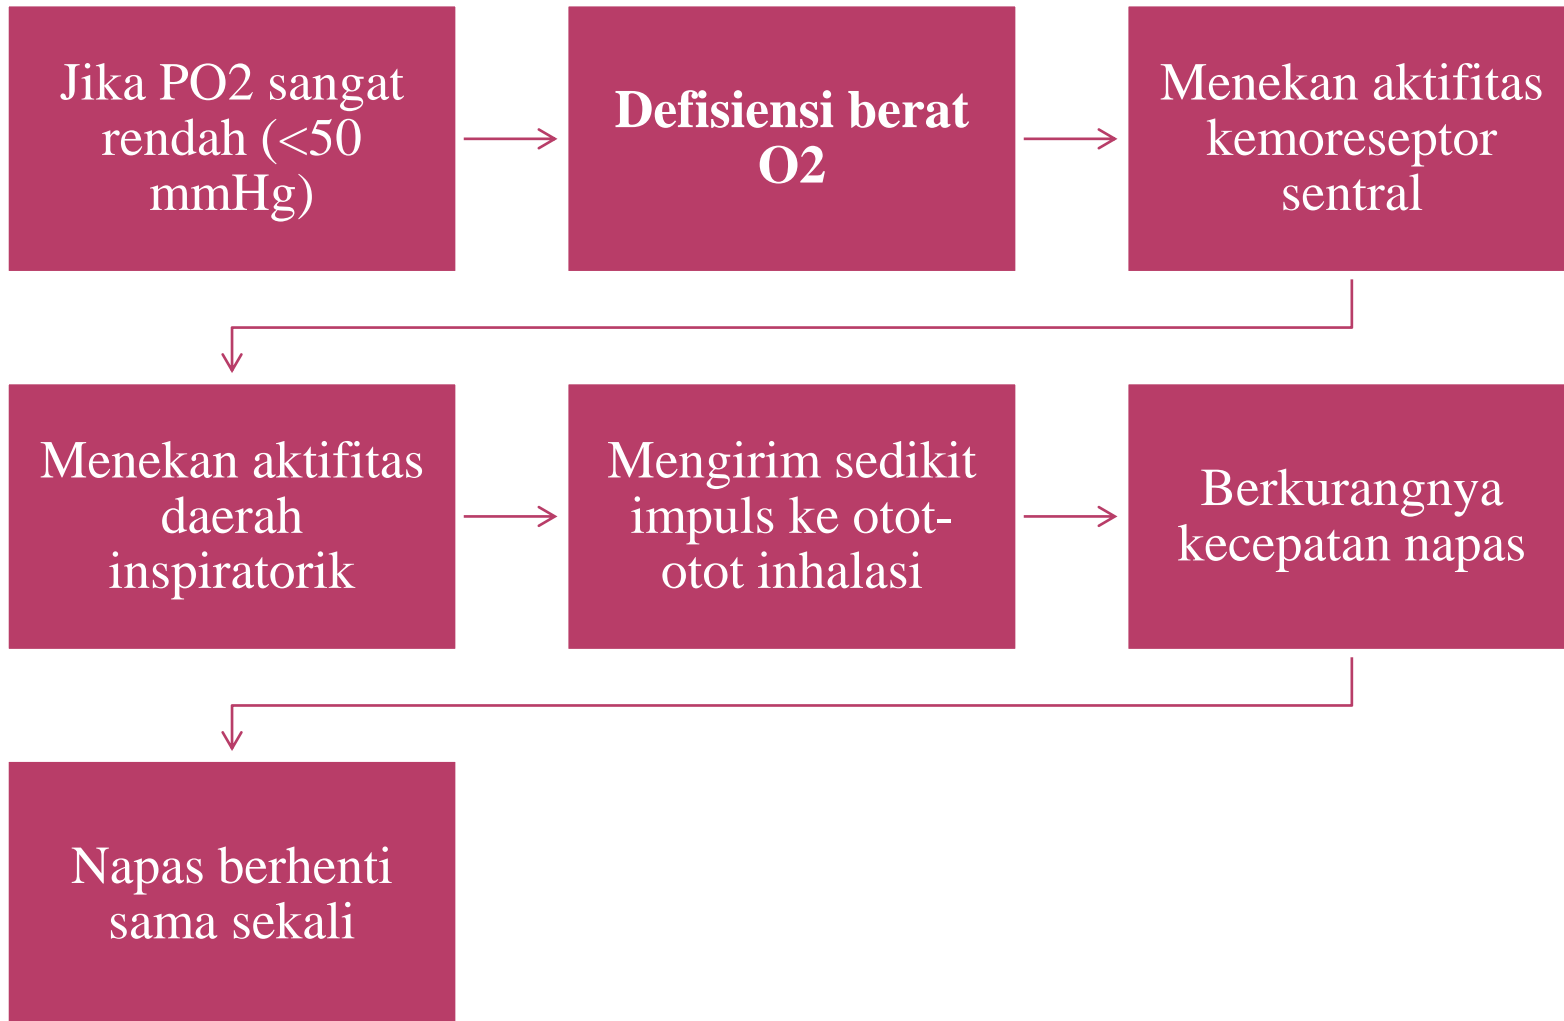 Jika PO2 sangat
rendah (<50
mmHg)
Defisiensi berat
O2
Menekan aktifitas
kemoreseptor
sentral
Menekan aktifitas
daerah
inspiratorik
Mengirim sedikit
impuls ke otot-
otot inhalasi
Berkurangnya
kecepatan napas
Napas berhenti
sama sekali